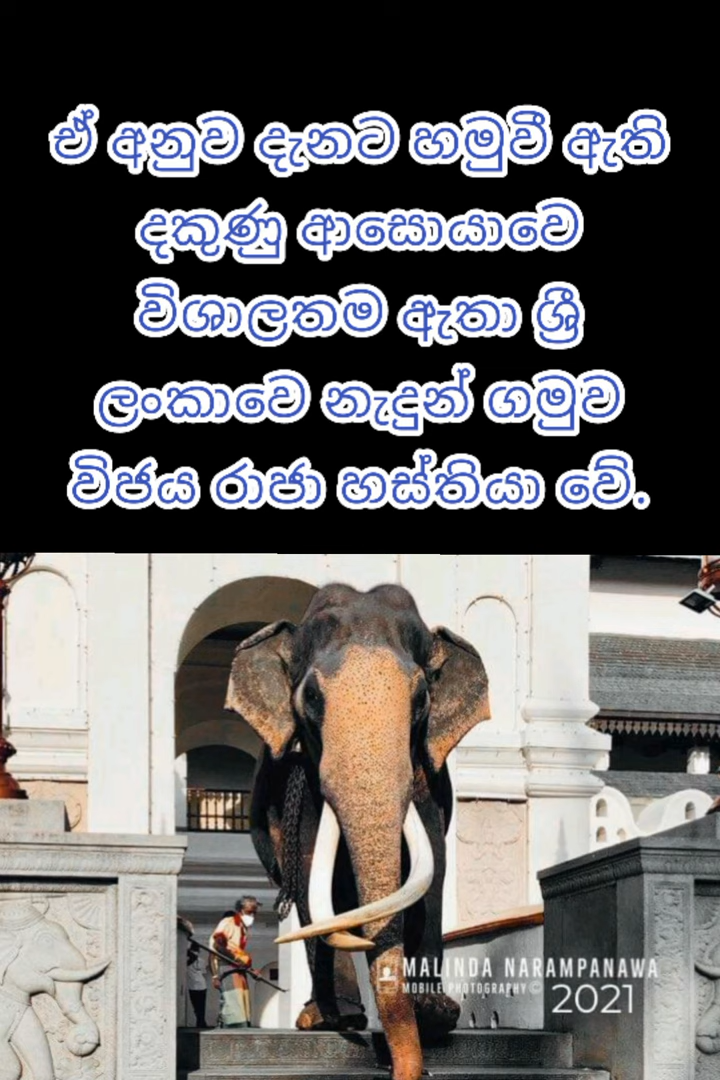 ඒ අනුව දැනට හමුවී ඇති
දකුණු ආසොයාවෙ
විශාලතම ඇතා ශ්‍රී
ලංකාවෙ නැදුන් ගමුව
විජය රාජා හස්තියා වේ.
MALINDA NARAMPANAWA
MOBILE PHOTOGRAPHY©
2021